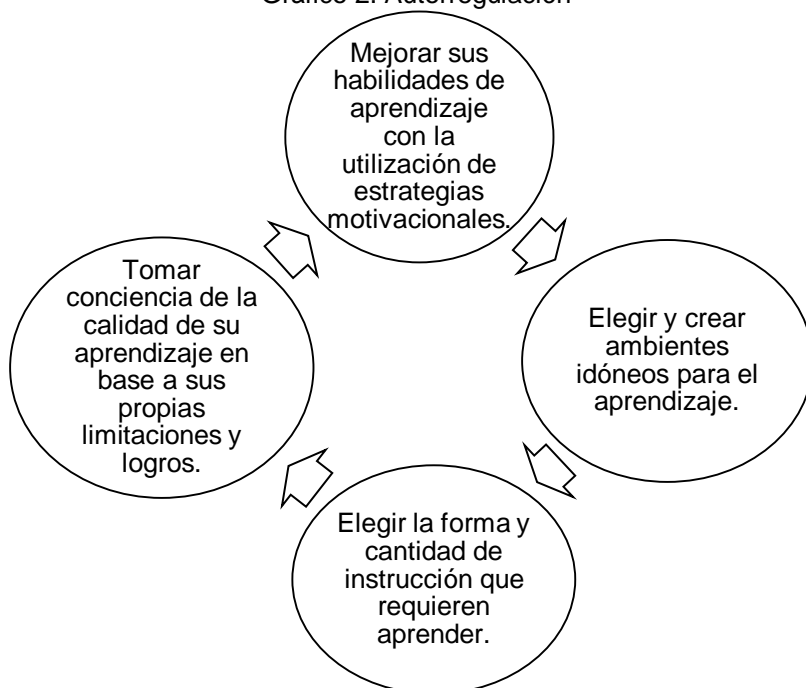 Gráfico 2. Autorregulación
Mejorar sus
habilidades de
aprendizaje
con la
utilización de
estrategias
motivacionales.
Elegir y crear
ambientes
idóneos para el
aprendizaje.
Elegir la forma y
cantidad de
instrucción que
requieren
aprender.
Tomar
conciencia de la
calidad de su
aprendizaje en
base a sus
propias
limitaciones y
logros.